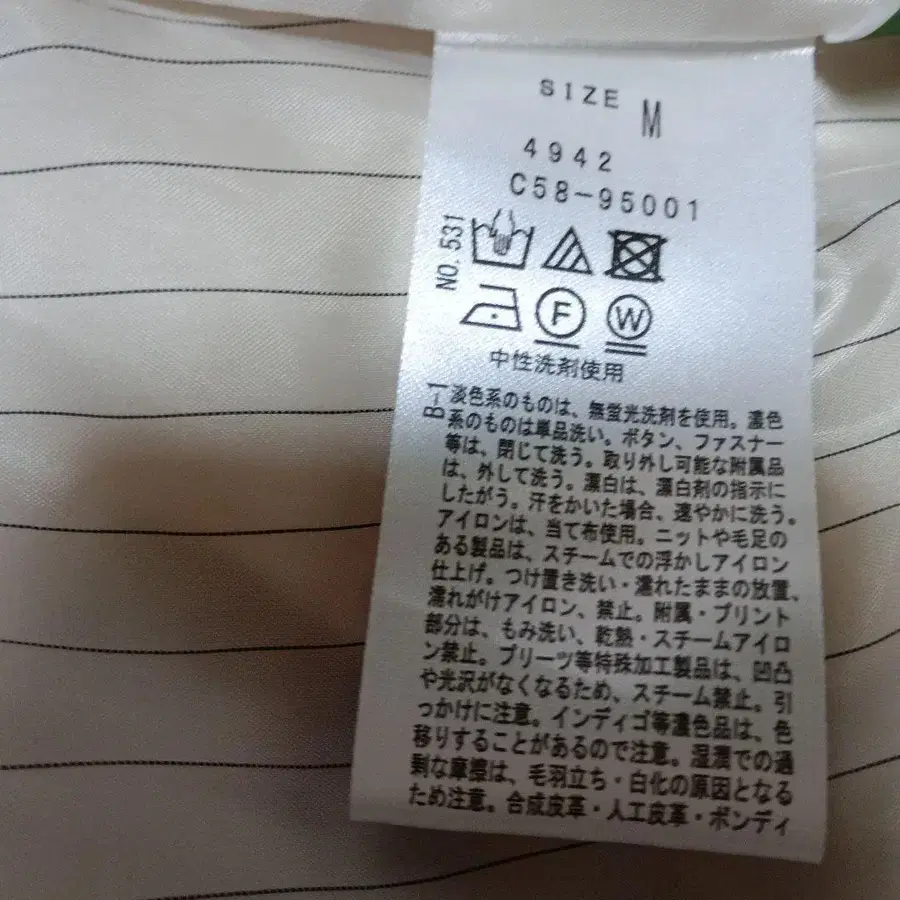 SIZE M
4942
C58-95001
NO. 531
F W
中性洗剤使用
B-1
淡色系のものは、無蛍光洗剤を使用。濃色
系のものは単品洗い。ボタン、ファスナー
等は、閉じて洗う。取り外し可能な附属品
は、外して洗う。漂白は、漂白剤の指示に
したがう。汗をかいた場合、速やかに洗う。
アイロンは、当て布使用。ニットや毛足の
ある製品は、スチームでの浮かしアイロン
仕上げ。つけ置き洗い・濡れたままの放置、
濡れがけアイロン、禁止。附属・プリント
部分は、もみ洗い、乾熱・スチームアイロ
ン禁止。プリーツ等特殊加工製品は、凹凸
や光沢がなくなるため、スチーム禁止。引
っかけに注意。インディゴ等濃色品は、色
移りすることがあるので注意。湿潤での過
剰な摩擦は、毛羽立ち・白化の原因となる
ため注意。合成皮革・人工皮革・ボンディ